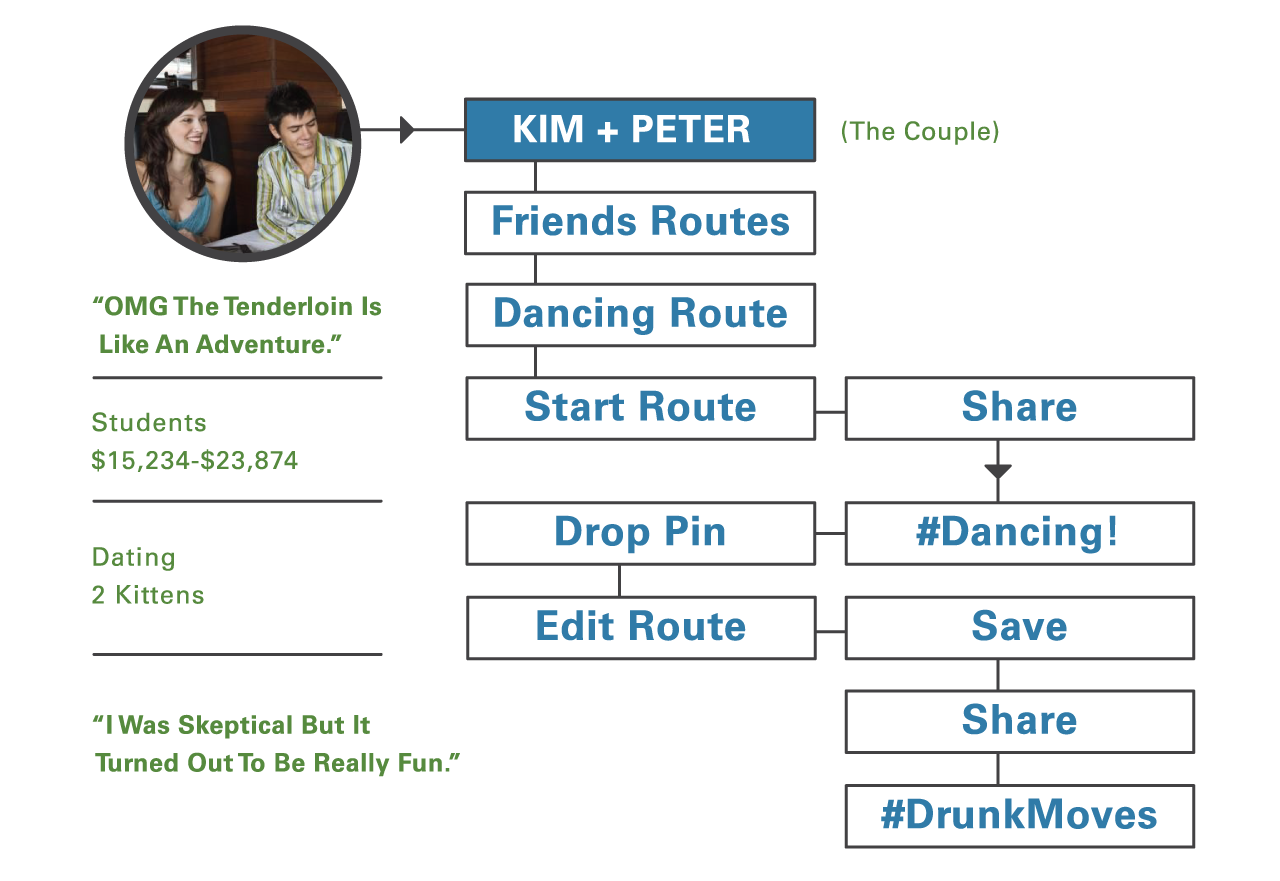 KIM + PETER
(The Couple)
Friends Routes
Dancing Route
Start Route
Share
#Dancing!
Drop Pin
Edit Route
Save
Share
#DrunkMoves
“OMG The Tenderloin Is
Like An Adventure.”
Students
$15,234-$23,874
Dating
2 Kittens
“I Was Skeptical But It
Turned Out To Be Really Fun.”